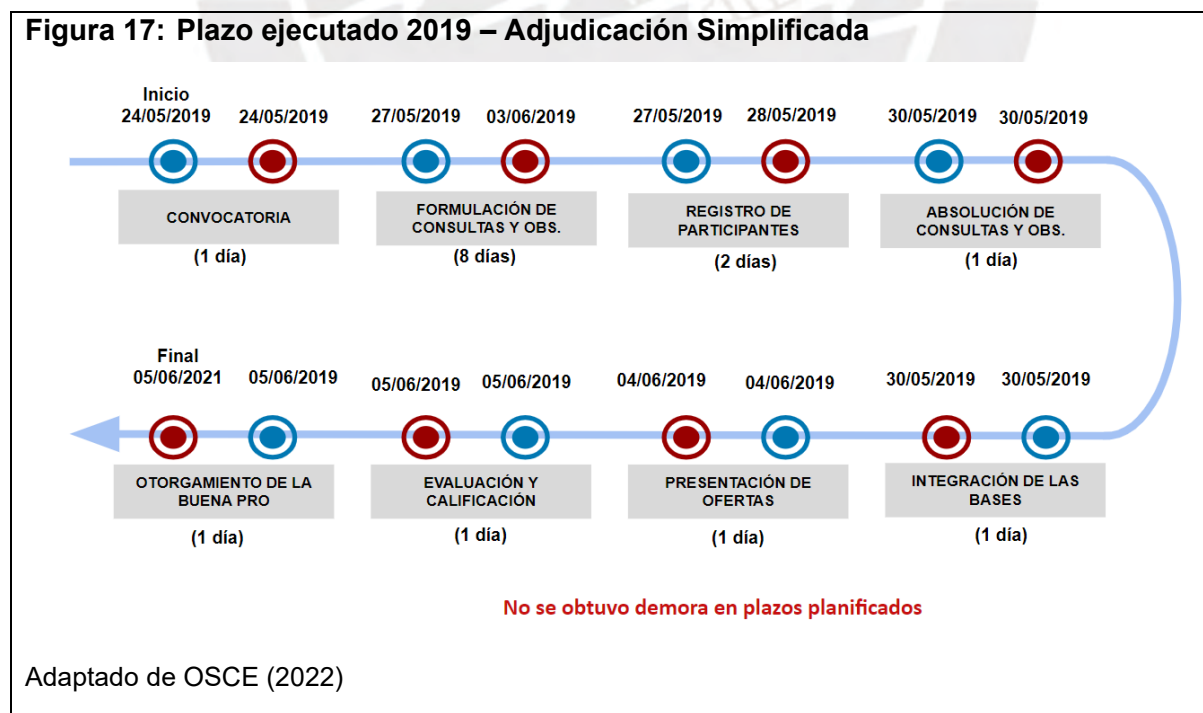 Figura 17: Plazo ejecutado 2019 – Adjudicación Simplificada
Inicio
24/05/2019 24/05/2019 27/05/2019 03/06/2019 27/05/2019 28/05/2019 30/05/2019 30/05/2019
CONVOCATORIA
(1 día)
FORMULACIÓN DE
CONSULTAS Y OBS.
(8 días)
REGISTRO DE
PARTICIPANTES
(2 días)
ABSOLUCIÓN DE
CONSULTAS Y OBS.
(1 día)
Final
05/06/2021 05/06/2019 05/06/2019 05/06/2019 04/06/2019 04/06/2019 30/05/2019 30/05/2019
OTORGAMIENTO DE LA
BUENA PRO
(1 día)
EVALUACIÓN Y
CALIFICACIÓN
(1 día)
PRESENTACIÓN DE
OFERTAS
(1 día)
INTEGRACIÓN DE LAS
BASES
(1 día)
No se obtuvo demora en plazos planificados
Adaptado de OSCE (2022)